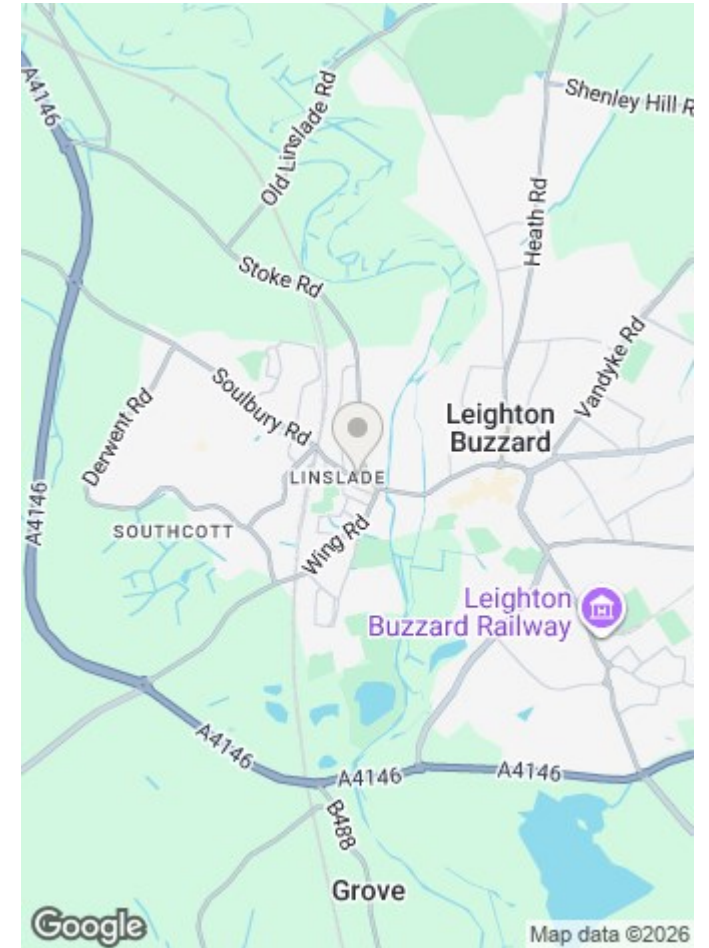 A4146
Old Linslade Rd
Shenley Hill R
Heath Rd
Stoke Rd
Vandyke Rd
Soulbury Rd
Derwent Rd
Leighton
Buzzard
LINSLADE
A4146
SOUTHCOTT
Wing Rd
Leighton
Buzzard Railway
A4146
A4146
A4146
B488
Grove
Google
Map data ©2026